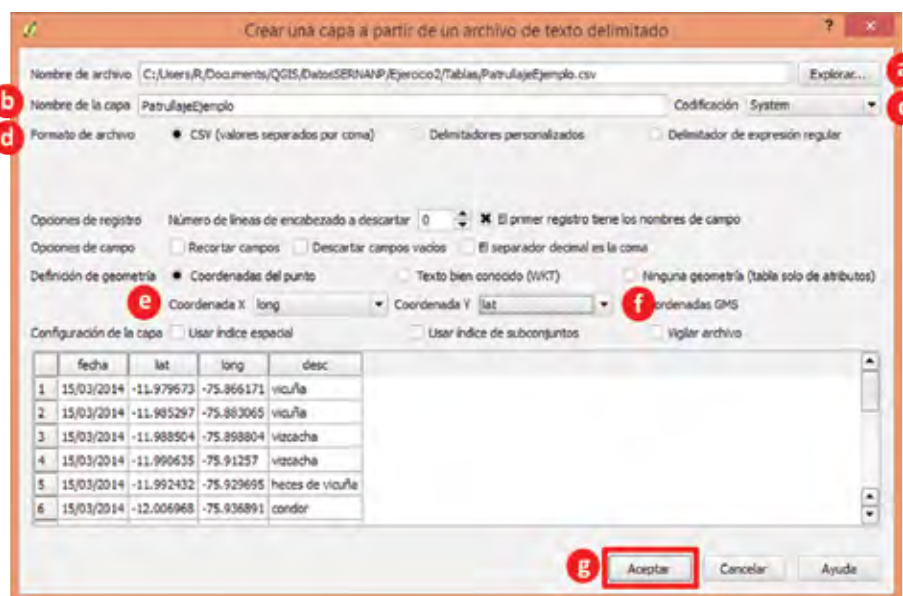 Crear una capa a partir de un archivo de texto delimitado ?
Nombre de archivo C:/Users/R/Documents/QGIS/DatosSERNANP/Ejercicio2/Tablas/PatrullajeEjemplo.csv Explorar... a
b Nombre de la capa PatrullajeEjemplo Codificación System
d Formato de archivo CSV (valores separados por coma) Delimitadores personalizados Delimitador de expresión regular
Opciones de registro Número de líneas de encabezado a descartar 0 El primer registro tiene los nombres de campo
Opciones de campo Recortar campos Descartar campos vacíos El separador decimal es la coma
Definición de geometría Coordenadas del punto Texto bien conocido (WKT) Ninguna geometría (tabla solo de atributos)
e Coordenada X long Coordenada Y lat f ordenadas GMS
Configuración de la capa Usar índice espacial Usar índice de subconjuntos Vigilar archivo
fecha lat long desc
1 15/03/2014 -11.979673 -75.866171 vicuña
2 15/03/2014 -11.985297 -75.883065 vicuña
3 15/03/2014 -11.988504 -75.898804 vizcacha
4 15/03/2014 -11.990635 -75.91257 vizcacha
5 15/03/2014 -11.992432 -75.929695 heces de vicuña
6 15/03/2014 -12.006968 -75.936891 condor
g Aceptar Cancelar Ayuda